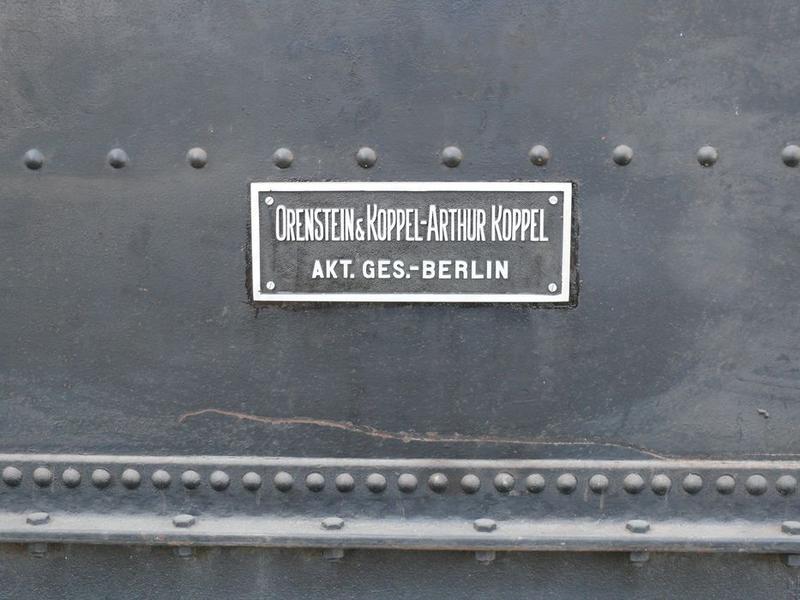 ORENSTEIN & KOPPEL-ARTHUR KOPPEL
AKT. GES.-BERLIN